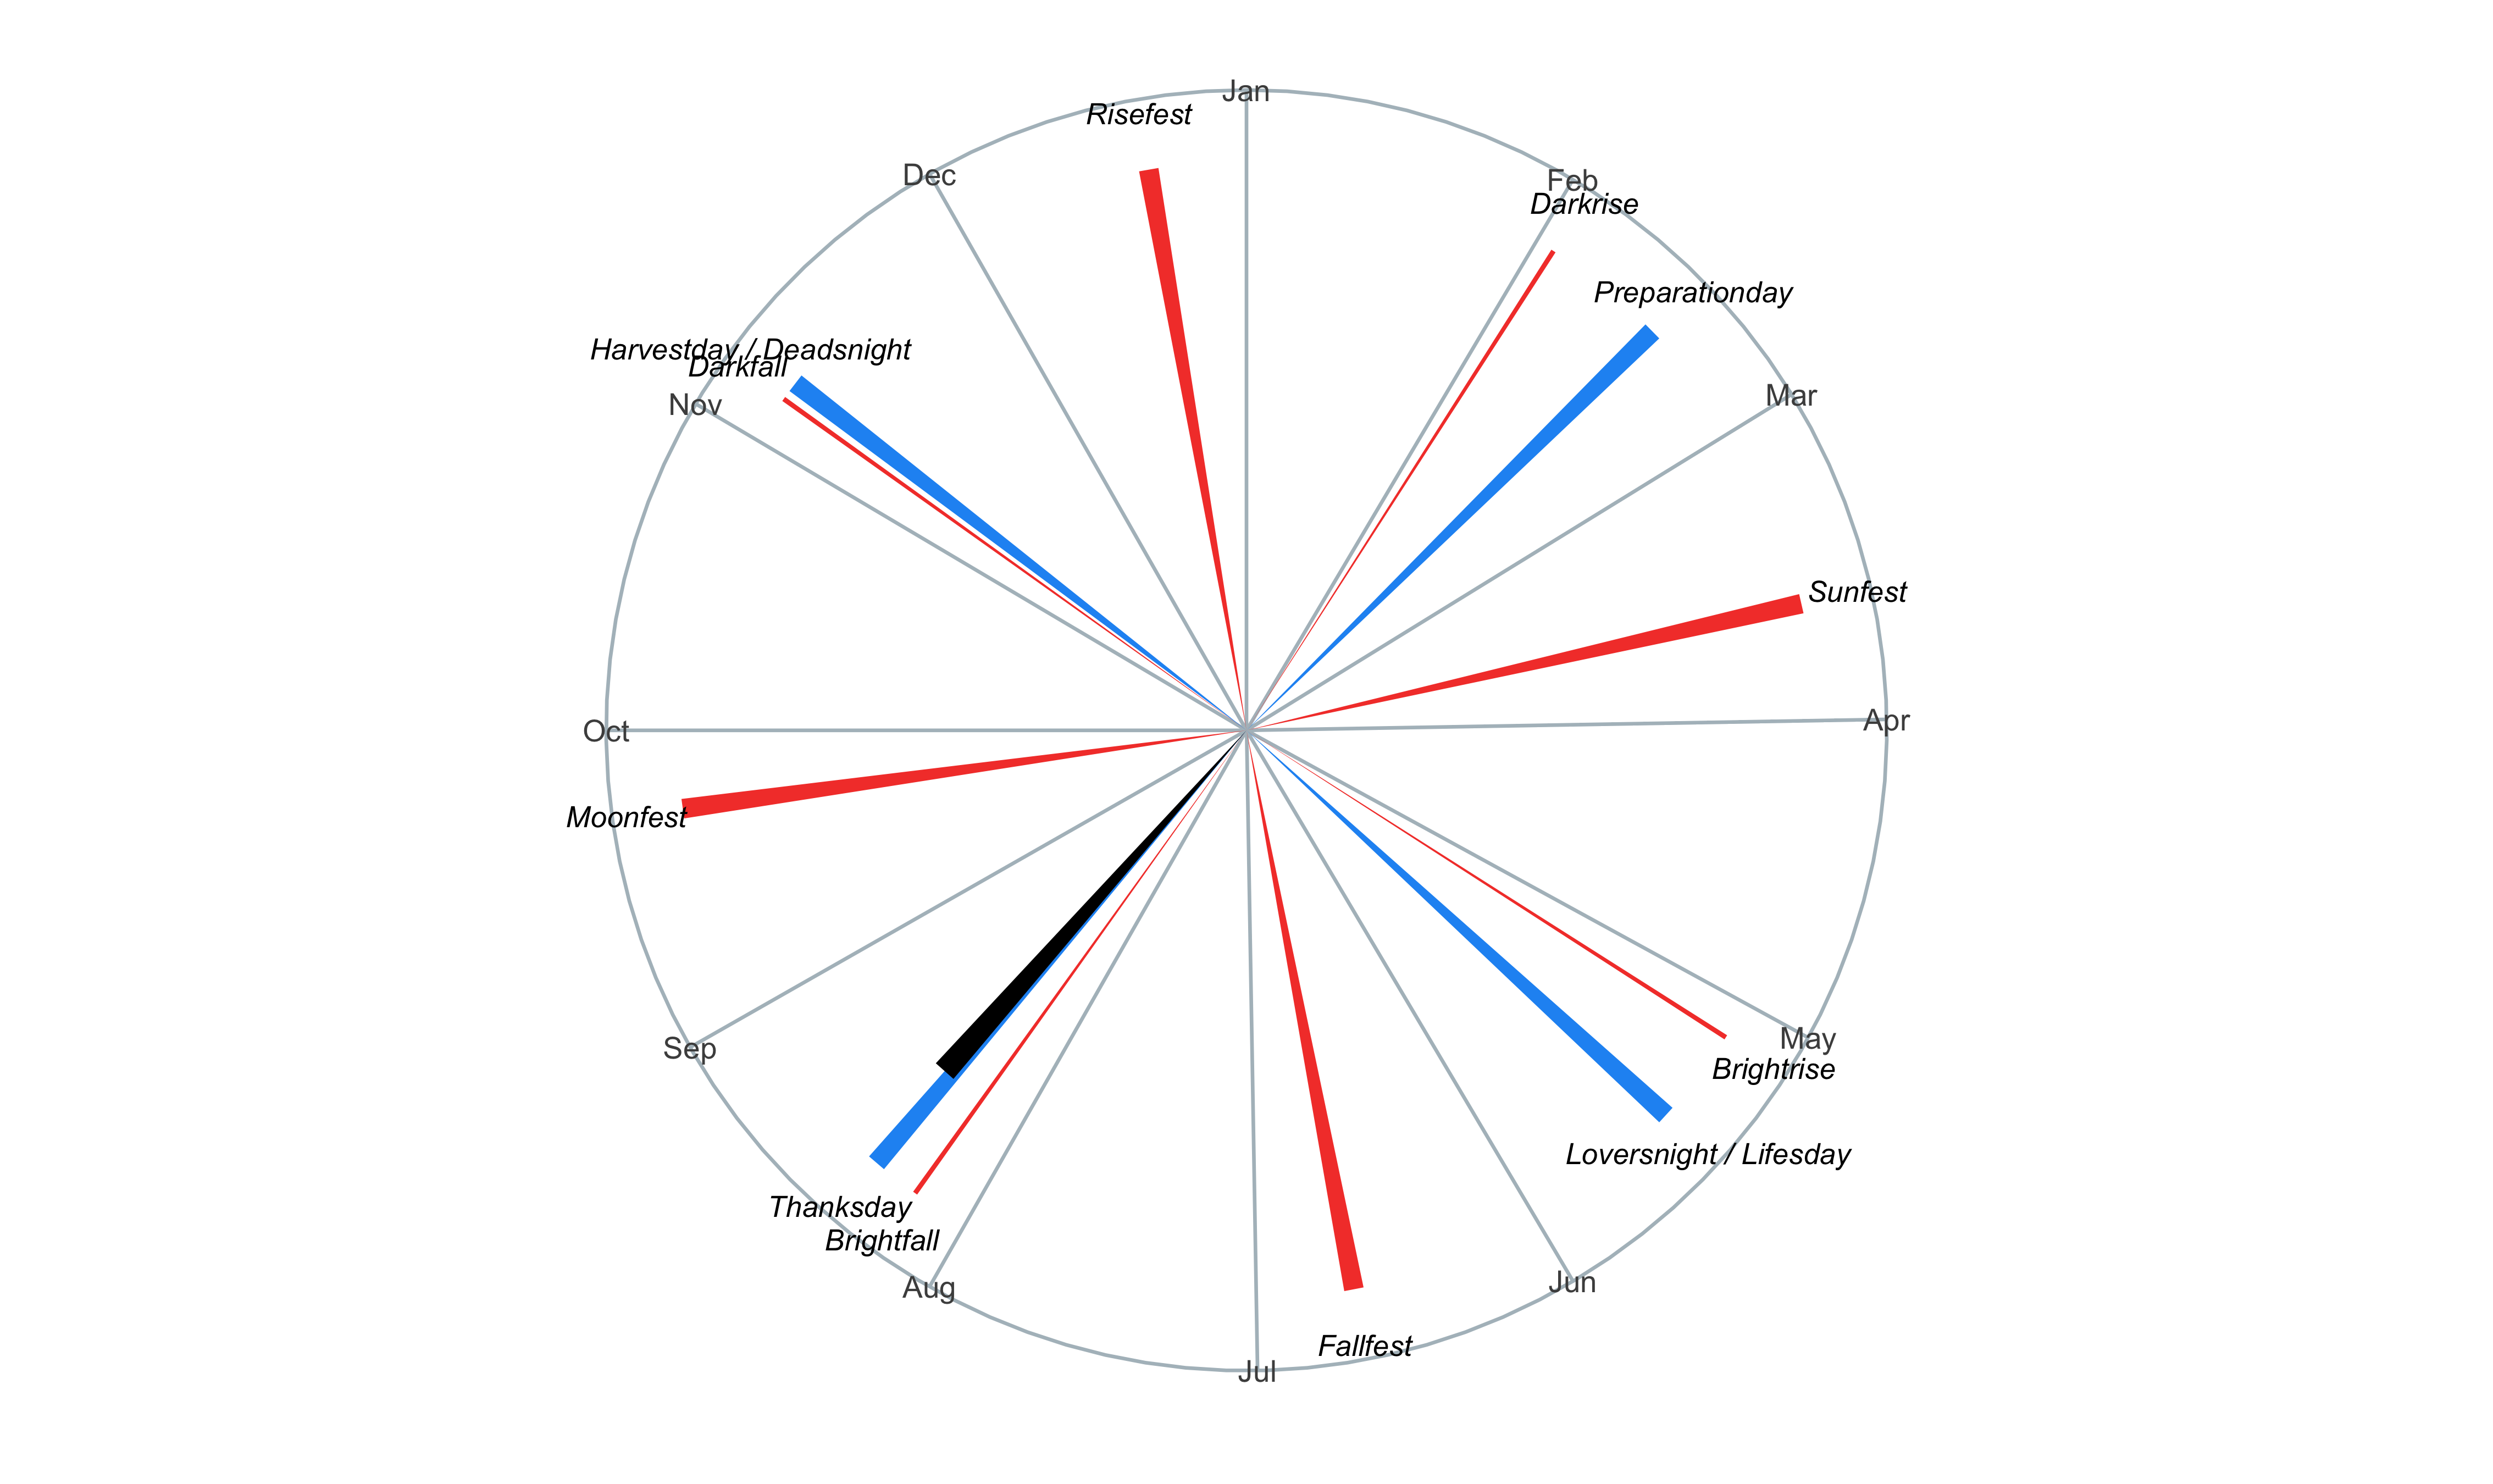 Jan
Risefest
Dec
Feb
Darkrise
Preparationday
Harvestday / Deadsnight
Darkfall
Nov
Mar
Sunfest
Oct
Apr
Moonfest
Sep
May
Brightrise
Loversnight / Lifesday
Thanksday
Brightfall
Aug
Jun
Fallfest
Jul